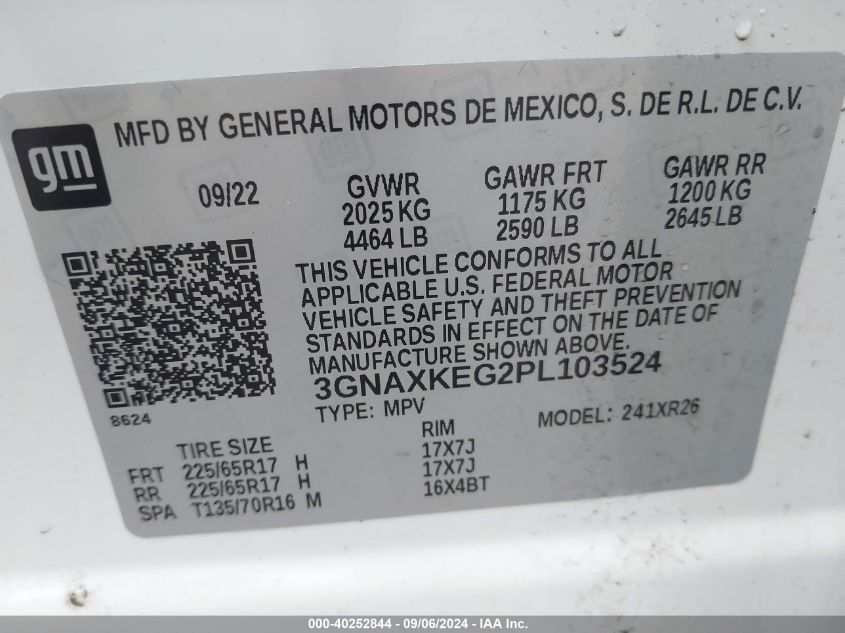 MFD BY GENERAL MOTORS DE MEXICO, S. DE R.L. DE C.V.
gm
09/22
GVWR
2025 KG
4464 LB
GAWR FRT
1175 KG
2590 LB
GAWR RR
1200 KG
2645 LB
THIS VEHICLE CONFORMS TO ALL
APPLICABLE U.S. FEDERAL MOTOR
VEHICLE SAFETY AND THEFT PREVENTION
STANDARDS IN EFFECT ON THE DATE OF
MANUFACTURE SHOWN ABOVE.
3GNAXKEG2PL103524
8624
TYPE: MPV
MODEL: 241XR26
TIRE SIZE RIM
FRT 225/65R17 H 17X7J
RR 225/65R17 H 17X7J
SPA T135/70R16 M 16X4BT
000-40252844 - 09/06/2024 - IAA Inc.